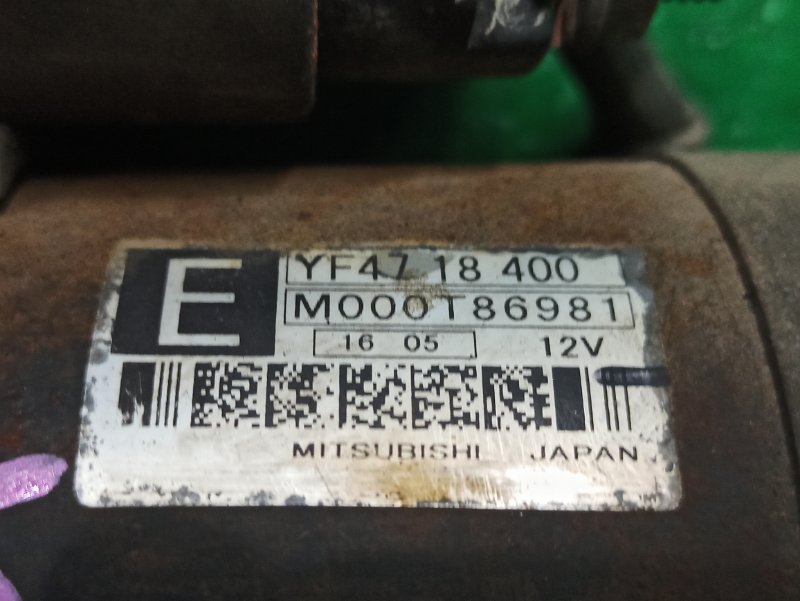 E
YF47 18 400
M000T86981
16 05 12V
MITSUBISHI JAPAN